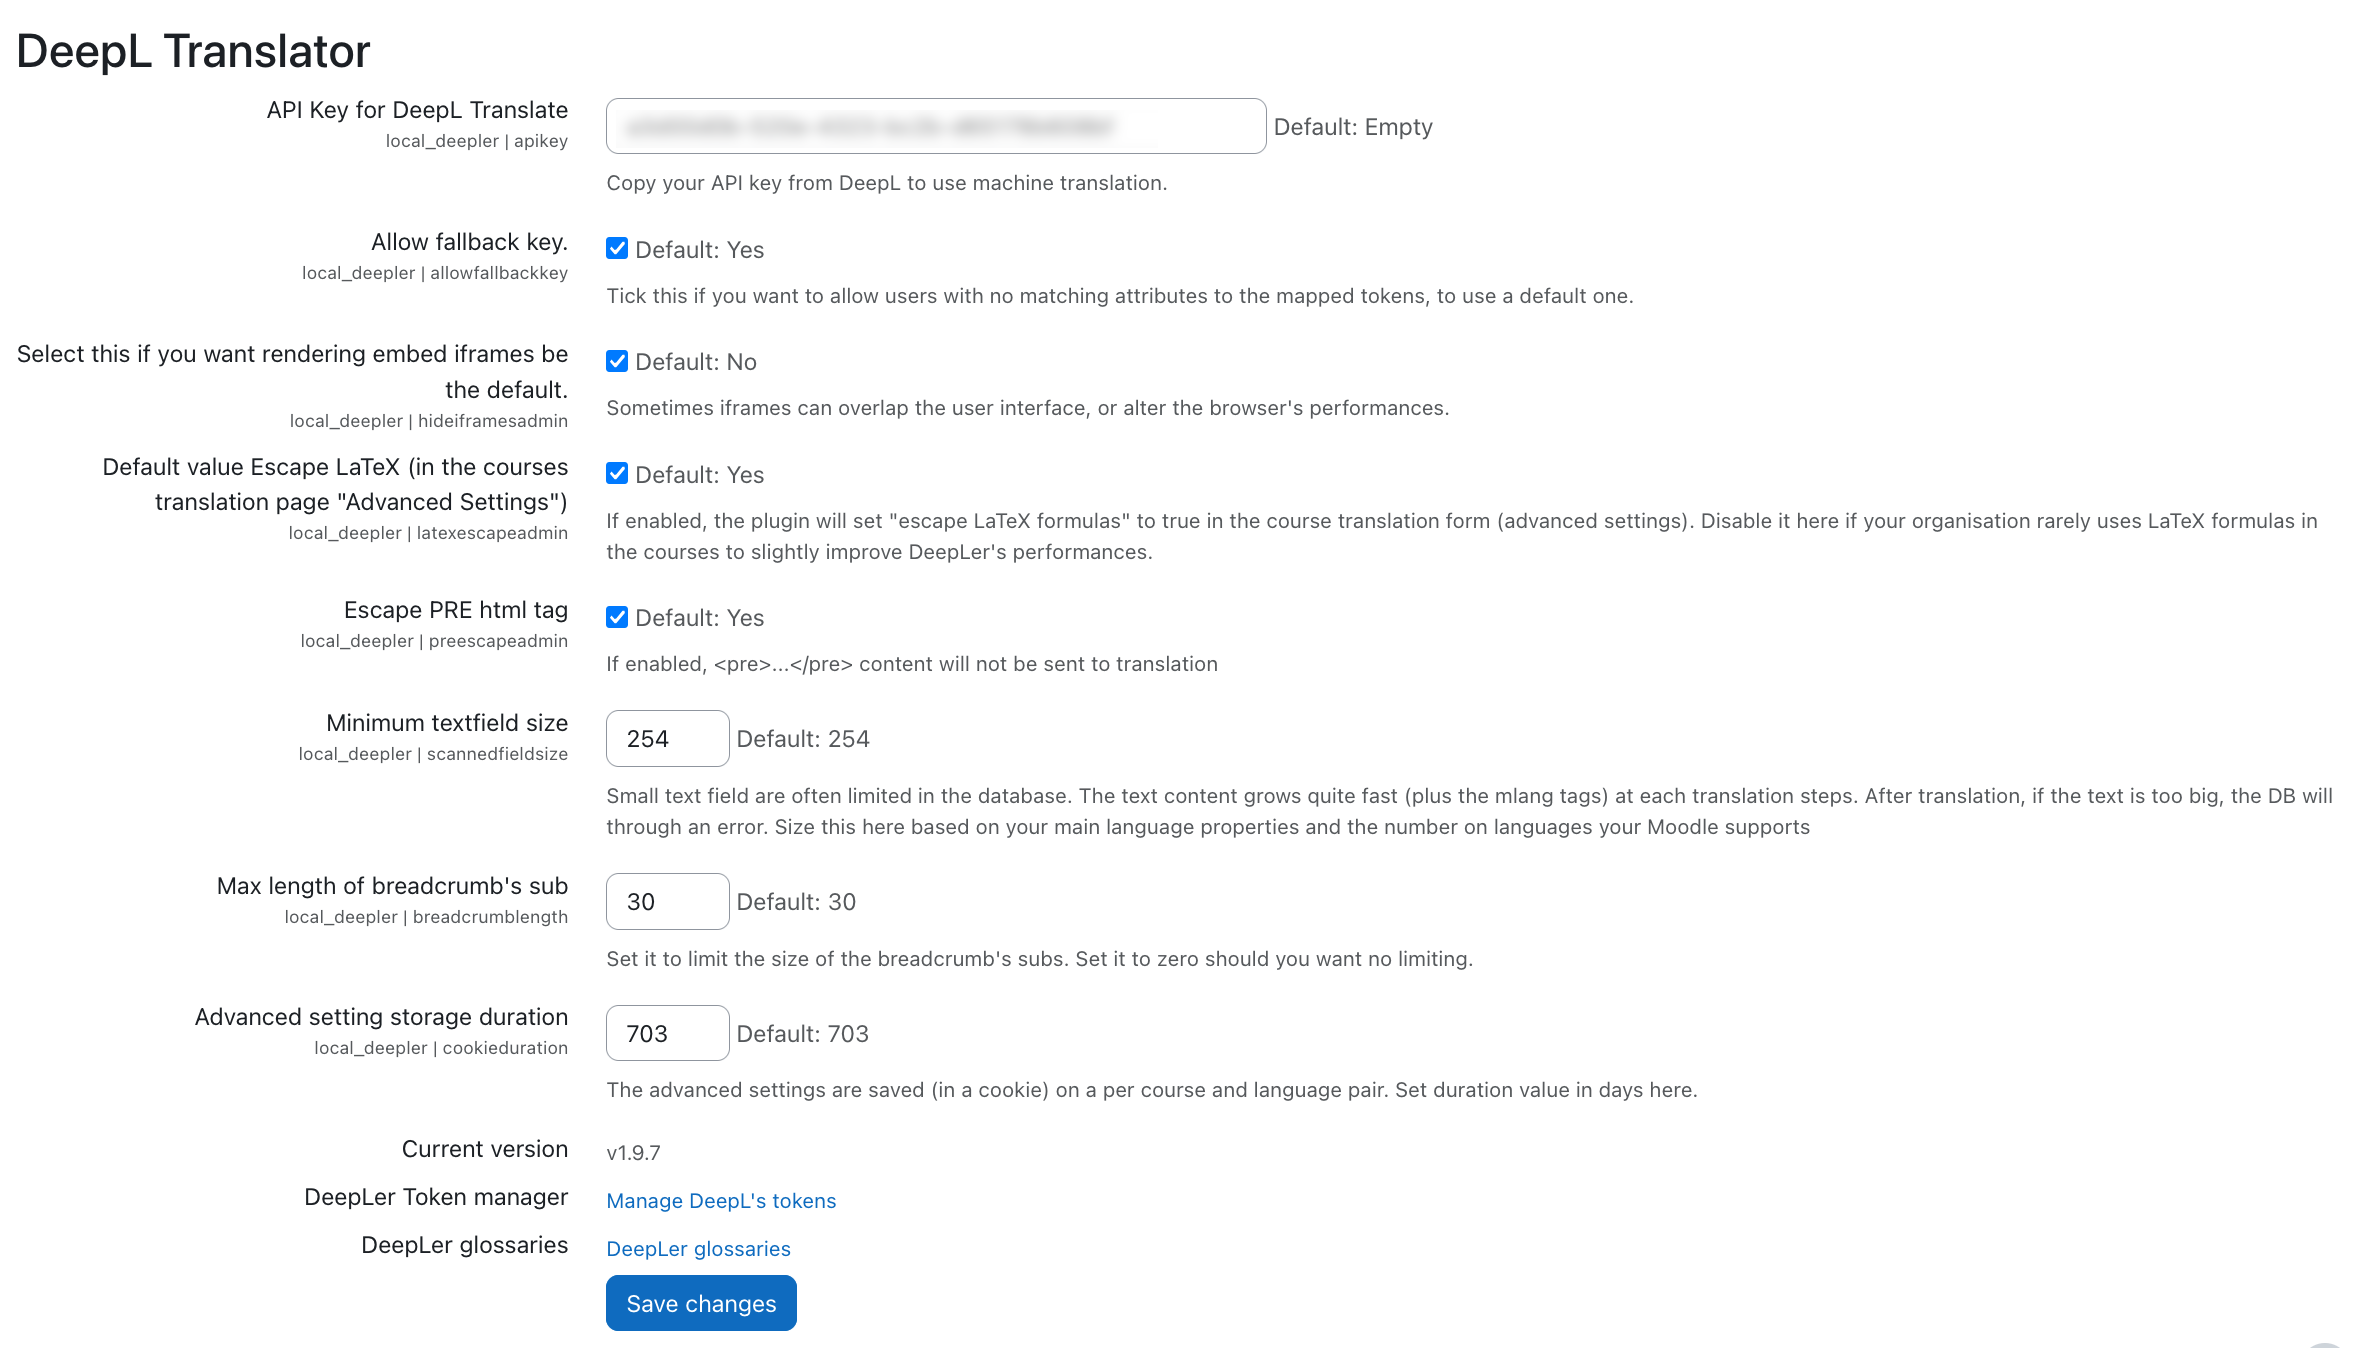 DeepL Translator
API Key for DeepL Translate
local_deepler | apikey
Default: Empty
Copy your API key from DeepL to use machine translation.
Allow fallback key.
local_deepler | allowfallbackkey
Default: Yes
Tick this if you want to allow users with no matching attributes to the mapped tokens, to use a default one.
Select this if you want rendering embed iframes be
the default.
local_deepler | hideiframesadmin
Default: No
Sometimes iframes can overlap the user interface, or alter the browser's performances.
Default value Escape LaTeX (in the courses
translation page "Advanced Settings")
local_deepler | latexescapeadmin
Default: Yes
If enabled, the plugin will set "escape LaTeX formulas" to true in the course translation form (advanced settings). Disable it here if your organisation rarely uses LaTeX formulas in
the courses to slightly improve DeepLer's performances.
Escape PRE html tag
local_deepler | preescapeadmin
Default: Yes
If enabled, <pre>...</pre> content will not be sent to translation
Minimum textfield size
local_deepler | scannedfieldsize
254 Default: 254
Small text field are often limited in the database. The text content grows quite fast (plus the mlang tags) at each translation steps. After translation, if the text is too big, the DB will
through an error. Size this here based on your main language properties and the number on languages your Moodle supports
Max length of breadcrumb's sub
local_deepler | breadcrumblength
30 Default: 30
Set it to limit the size of the breadcrumb's subs. Set it to zero should you want no limiting.
Advanced setting storage duration
local_deepler | cookieduration
703 Default: 703
The advanced settings are saved (in a cookie) on a per course and language pair. Set duration value in days here.
Current version
v1.9.7
DeepLer Token manager
Manage DeepL's tokens
DeepLer glossaries
DeepLer glossaries
Save changes